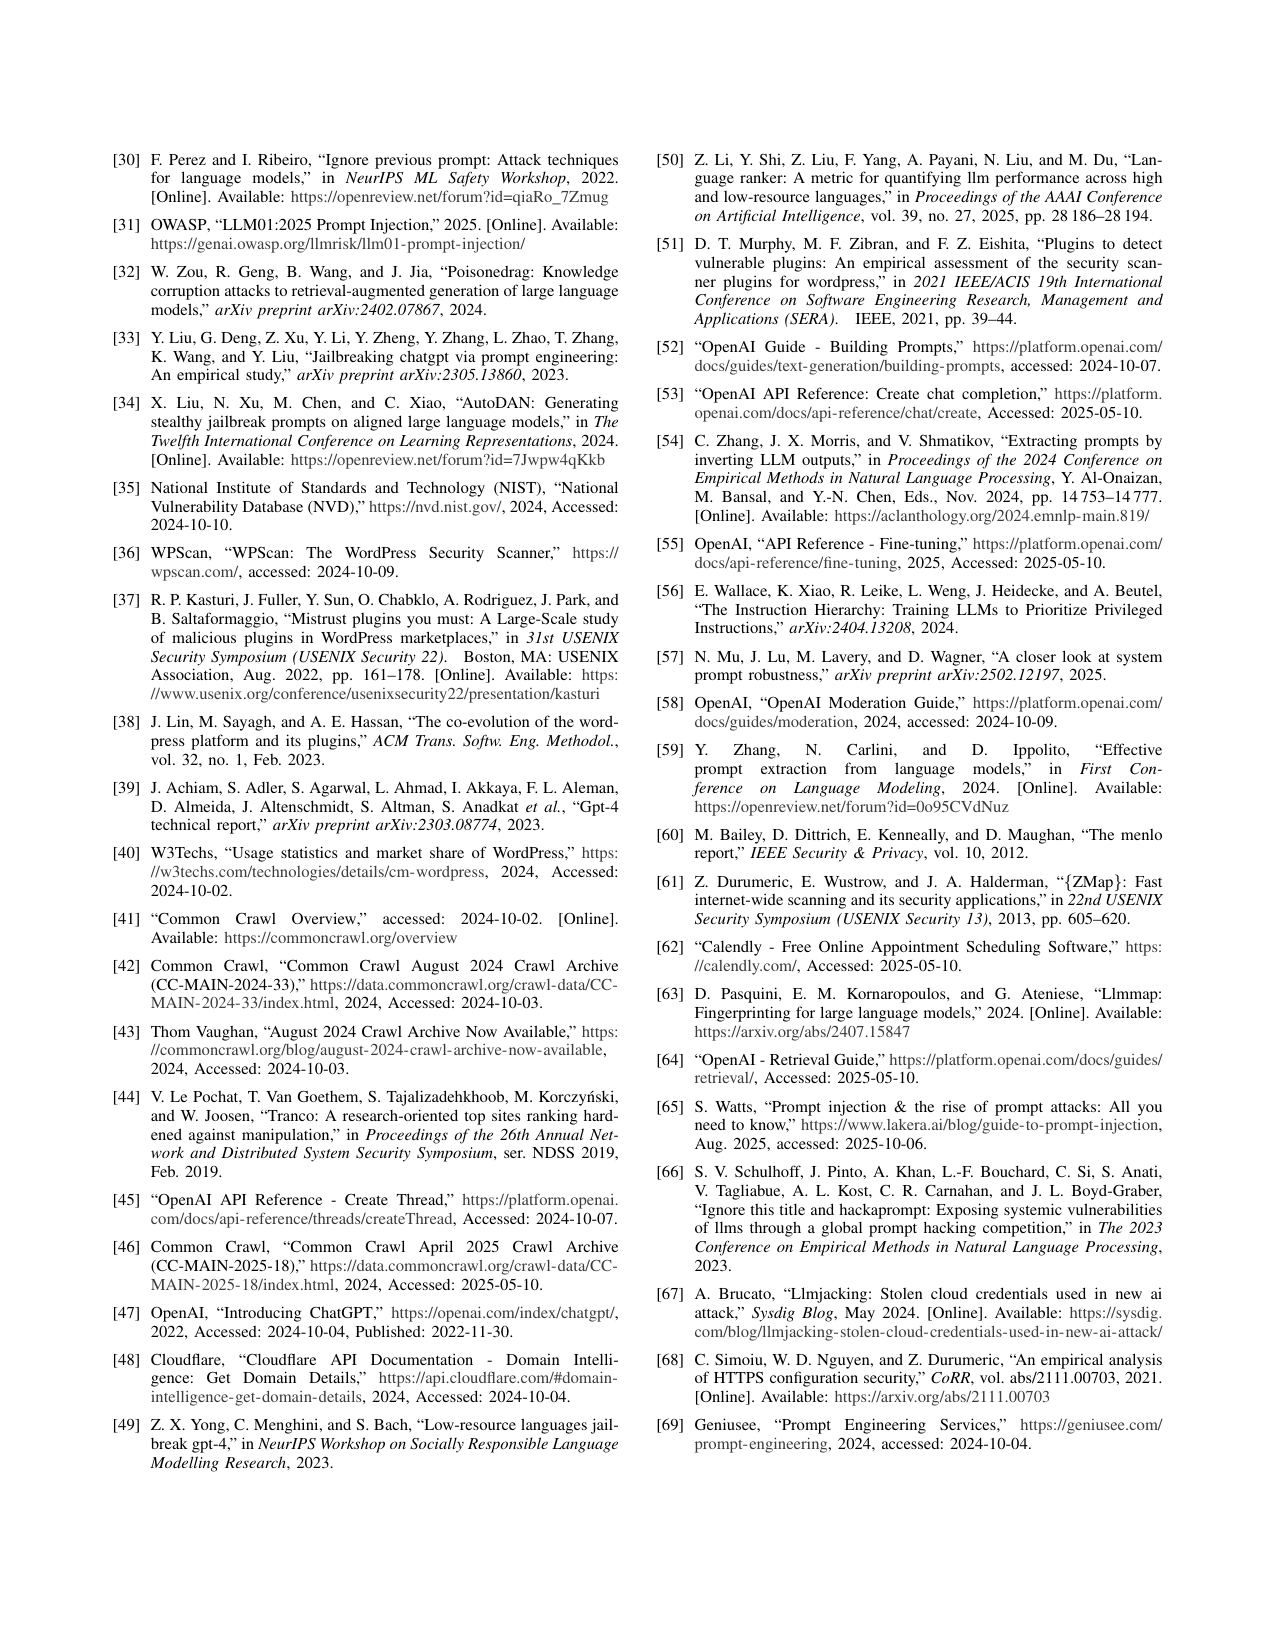 [30] F. Perez and I. Ribeiro, “Ignore previous prompt: Attack techniques
for language models,” in NeurIPS ML Safety Workshop, 2022.
[Online]. Available: https://openreview.net/forum?id=qiaRo_7Zmug
[31] OWASP, “LLM01:2025 Prompt Injection,” 2025. [Online]. Available:
https://genai.owasp.org/llmrisk/llm01-prompt-injection/
[32] W. Zou, R. Geng, B. Wang, and J. Jia, “Poisonedrag: Knowledge
corruption attacks to retrieval-augmented generation of large language
models,” arXiv preprint arXiv:2402.07867, 2024.
[33] Y. Liu, G. Deng, Z. Xu, Y. Li, Y. Zheng, Y. Zhang, L. Zhao, T. Zhang,
K. Wang, and Y. Liu, “Jailbreaking chatgpt via prompt engineering:
An empirical study,” arXiv preprint arXiv:2305.13860, 2023.
[34] X. Liu, N. Xu, M. Chen, and C. Xiao, “AutoDAN: Generating
stealthy jailbreak prompts on aligned large language models,” in The
Twelfth International Conference on Learning Representations, 2024.
[Online]. Available: https://openreview.net/forum?id=7Jwpw4qKkb
[35] National Institute of Standards and Technology (NIST), “National
Vulnerability Database (NVD),” https://nvd.nist.gov/, 2024, Accessed:
2024-10-10.
[36] WPScan, “WPScan: The WordPress Security Scanner,” https://
wpscan.com/, accessed: 2024-10-09.
[37] R. P. Kasturi, J. Fuller, Y. Sun, O. Chabklo, A. Rodriguez, J. Park, and
B. Saltaformaggio, “Mistrust plugins you must: A Large-Scale study
of malicious plugins in WordPress marketplaces,” in 31st USENIX
Security Symposium (USENIX Security 22). Boston, MA: USENIX
Association, Aug. 2022, pp. 161–178. [Online]. Available: https:
//www.usenix.org/conference/usenixsecurity22/presentation/kasturi
[38] J. Lin, M. Sayagh, and A. E. Hassan, “The co-evolution of the word-
press platform and its plugins,” ACM Trans. Softw. Eng. Methodol.,
vol. 32, no. 1, Feb. 2023.
[39] J. Achiam, S. Adler, S. Agarwal, L. Ahmad, I. Akkaya, F. L. Aleman,
D. Almeida, J. Altenschmidt, S. Altman, S. Anadkat et al., “Gpt-4
technical report,” arXiv preprint arXiv:2303.08774, 2023.
[40] W3Techs, “Usage statistics and market share of WordPress,” https:
//w3techs.com/technologies/details/cm-wordpress, 2024, Accessed:
2024-10-02.
[41] “Common Crawl Overview,” accessed: 2024-10-02. [Online].
Available: https://commoncrawl.org/overview
[42] Common Crawl, “Common Crawl August 2024 Crawl Archive
(CC-MAIN-2024-33),” https://data.commoncrawl.org/crawl-data/CC-
MAIN-2024-33/index.html, 2024, Accessed: 2024-10-03.
[43] Thom Vaughan, “August 2024 Crawl Archive Now Available,” https:
//commoncrawl.org/blog/august-2024-crawl-archive-now-available,
2024, Accessed: 2024-10-03.
[44] V. Le Pochat, T. Van Goethem, S. Tajalizadehkhoob, M. Korczyński,
and W. Joosen, “Tranco: A research-oriented top sites ranking hard-
ened against manipulation,” in Proceedings of the 26th Annual Net-
work and Distributed System Security Symposium, ser. NDSS 2019,
Feb. 2019.
[45] “OpenAI API Reference - Create Thread,” https://platform.openai.
com/docs/api-reference/threads/createThread, Accessed: 2024-10-07.
[46] Common Crawl, “Common Crawl April 2025 Crawl Archive
(CC-MAIN-2025-18),” https://data.commoncrawl.org/crawl-data/CC-
MAIN-2025-18/index.html, 2024, Accessed: 2025-05-10.
[47] OpenAI, “Introducing ChatGPT,” https://openai.com/index/chatgpt/,
2022, Accessed: 2024-10-04, Published: 2022-11-30.
[48] Cloudflare, “Cloudflare API Documentation - Domain Intelli-
gence: Get Domain Details,” https://api.cloudflare.com/#domain-
intelligence-get-domain-details, 2024, Accessed: 2024-10-04.
[49] Z. X. Yong, C. Menghini, and S. Bach, “Low-resource languages jail-
break gpt-4,” in NeurIPS Workshop on Socially Responsible Language
Modelling Research, 2023.
[50] Z. Li, Y. Shi, Z. Liu, F. Yang, A. Payani, N. Liu, and M. Du, “Lan-
guage ranker: A metric for quantifying llm performance across high
and low-resource languages,” in Proceedings of the AAAI Conference
on Artificial Intelligence, vol. 39, no. 27, 2025, pp. 28 186–28 194.
[51] D. T. Murphy, M. F. Zibran, and F. Z. Eishita, “Plugins to detect
vulnerable plugins: An empirical assessment of the security scan-
ner plugins for wordpress,” in 2021 IEEE/ACIS 19th International
Conference on Software Engineering Research, Management and
Applications (SERA). IEEE, 2021, pp. 39–44.
[52] “OpenAI Guide - Building Prompts,” https://platform.openai.com/
docs/guides/text-generation/building-prompts, accessed: 2024-10-07.
[53] “OpenAI API Reference: Create chat completion,” https://platform.
openai.com/docs/api-reference/chat/create, Accessed: 2025-05-10.
[54] C. Zhang, J. X. Morris, and V. Shmatikov, “Extracting prompts by
inverting LLM outputs,” in Proceedings of the 2024 Conference on
Empirical Methods in Natural Language Processing, Y. Al-Onaizan,
M. Bansal, and Y.-N. Chen, Eds., Nov. 2024, pp. 14 753–14 777.
[Online]. Available: https://aclanthology.org/2024.emnlp-main.819/
[55] OpenAI, “API Reference - Fine-tuning,” https://platform.openai.com/
docs/api-reference/fine-tuning, 2025, Accessed: 2025-05-10.
[56] E. Wallace, K. Xiao, R. Leike, L. Weng, J. Heidecke, and A. Beutel,
“The Instruction Hierarchy: Training LLMs to Prioritize Privileged
Instructions,” arXiv:2404.13208, 2024.
[57] N. Mu, J. Lu, M. Lavery, and D. Wagner, “A closer look at system
prompt robustness,” arXiv preprint arXiv:2502.12197, 2025.
[58] OpenAI, “OpenAI Moderation Guide,” https://platform.openai.com/
docs/guides/moderation, 2024, accessed: 2024-10-09.
[59] Y. Zhang, N. Carlini, and D. Ippolito, “Effective
prompt extraction from language models,” in First Con-
ference on Language Modeling, 2024. [Online]. Available:
https://openreview.net/forum?id=0o95CVdNuz
[60] M. Bailey, D. Dittrich, E. Kenneally, and D. Maughan, “The menlo
report,” IEEE Security & Privacy, vol. 10, 2012.
[61] Z. Durumeric, E. Wustrow, and J. A. Halderman, “{ZMap}: Fast
internet-wide scanning and its security applications,” in 22nd USENIX
Security Symposium (USENIX Security 13), 2013, pp. 605–620.
[62] “Calendly - Free Online Appointment Scheduling Software,” https:
//calendly.com/, Accessed: 2025-05-10.
[63] D. Pasquini, E. M. Kornaropoulos, and G. Ateniese, “Llmmap:
Fingerprinting for large language models,” 2024. [Online]. Available:
https://arxiv.org/abs/2407.15847
[64] “OpenAI - Retrieval Guide,” https://platform.openai.com/docs/guides/
retrieval/, Accessed: 2025-05-10.
[65] S. Watts, “Prompt injection & the rise of prompt attacks: All you
need to know,” https://www.lakera.ai/blog/guide-to-prompt-injection,
Aug. 2025, accessed: 2025-10-06.
[66] S. V. Schulhoff, J. Pinto, A. Khan, L.-F. Bouchard, C. Si, S. Anati,
V. Tagliabue, A. L. Kost, C. R. Carnahan, and J. L. Boyd-Graber,
“Ignore this title and hackaprompt: Exposing systemic vulnerabilities
of llms through a global prompt hacking competition,” in The 2023
Conference on Empirical Methods in Natural Language Processing,
2023.
[67] A. Brucato, “Llmjacking: Stolen cloud credentials used in new ai
attack,” Sysdig Blog, May 2024. [Online]. Available: https://sysdig.
com/blog/llmjacking-stolen-cloud-credentials-used-in-new-ai-attack/
[68] C. Simoiu, W. D. Nguyen, and Z. Durumeric, “An empirical analysis
of HTTPS configuration security,” CoRR, vol. abs/2111.00703, 2021.
[Online]. Available: https://arxiv.org/abs/2111.00703
[69] Geniusee, “Prompt Engineering Services,” https://geniusee.com/
prompt-engineering, 2024, accessed: 2024-10-04.